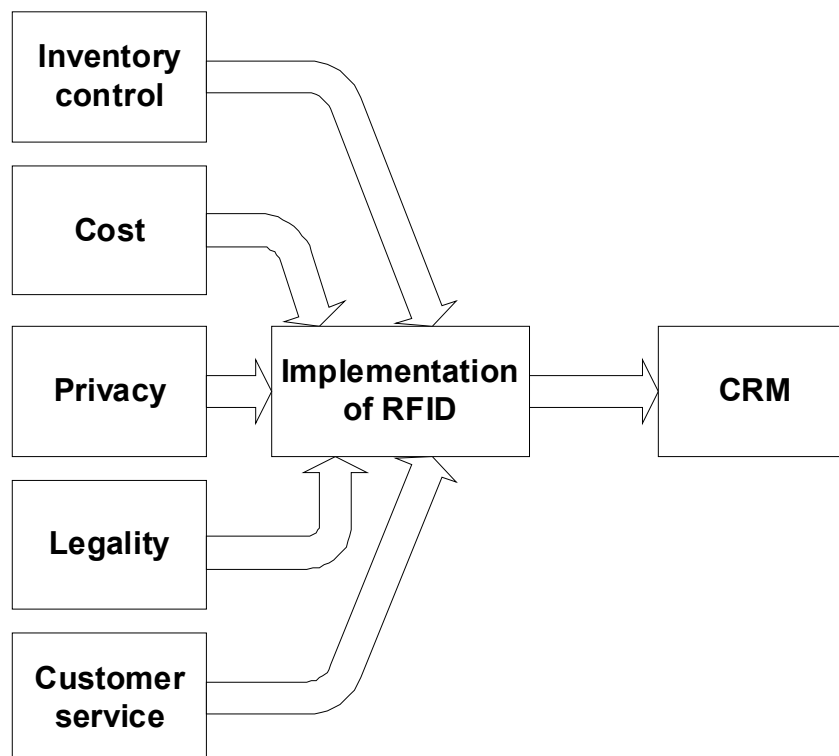 Inventory
control
Cost
Privacy
Implementation
of RFID
CRM
Legality
Customer
service